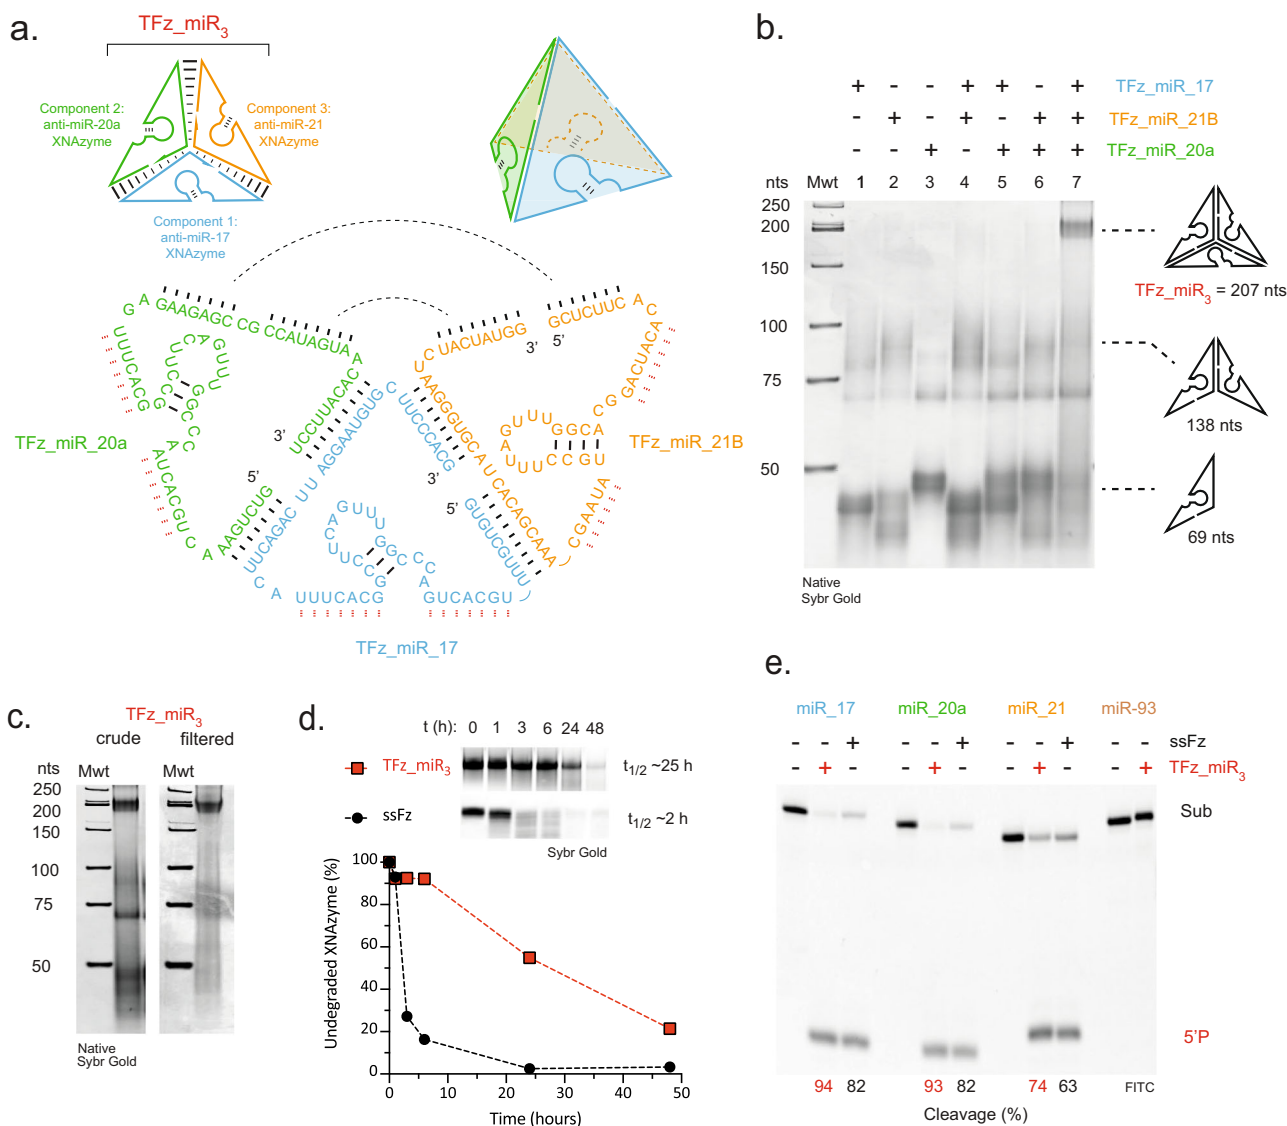 a.
TFz_miR3
Component 2:
anti-miR-20a
XNAzyme
Component 3:
anti-miR-21
XNAzyme
Component 1:
anti-miR-17
XNAzyme
TFz_miR_20a
TFz_miR_21B
TFz_miR_17
3’
5’
3’
5’
3’
5’
b.
+ - - + + - + TFz_miR_17
- + - + - + + TFz_miR_21B
- - + - + + + TFz_miR_20a
nts Mwt 1 2 3 4 5 6 7
250
200
150
100
75
50
TFz_miR3 = 207 nts
138 nts
69 nts
Native
Sybr Gold
c.
TFz_miR3
crude filtered
nts Mwt Mwt
250
200
150
100
75
50
Native
Sybr Gold
d.
t (h): 0 1 3 6 24 48
TFz_miR3 t1/2 ~25 h
ssFz t1/2 ~2 h
Sybr Gold
Undegraded XNAzyme (%)
100
80
60
40
20
0
0 10 20 30 40 50
Time (hours)
e.
miR_17 miR_20a miR_21 miR-93
- - + - - + - - + - - ssFz
- + - - + - - + - - + TFz_miR3
Sub
5’P
94 82 93 82 74 63 FITC
Cleavage (%)